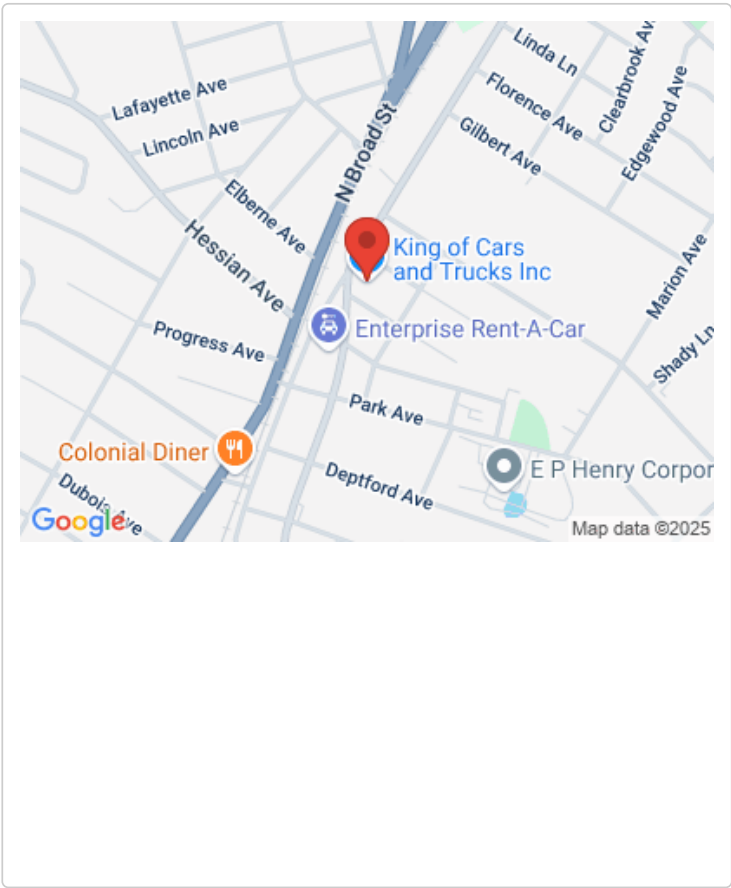 Linda Ln
Clearbrook Av
Lafayette Ave
Florence Ave
Edgewood Ave
Lincoln Ave
N Broad St
Gilbert Ave
Elberne Ave
Hessian Ave
King of Cars
and Trucks Inc
Marion Ave
Progress Ave
Enterprise Rent-A-Car
Shady Ln
Park Ave
Colonial Diner
E P Henry Corpor
Deptford Ave
Dubois Ave
Google
Map data ©2025